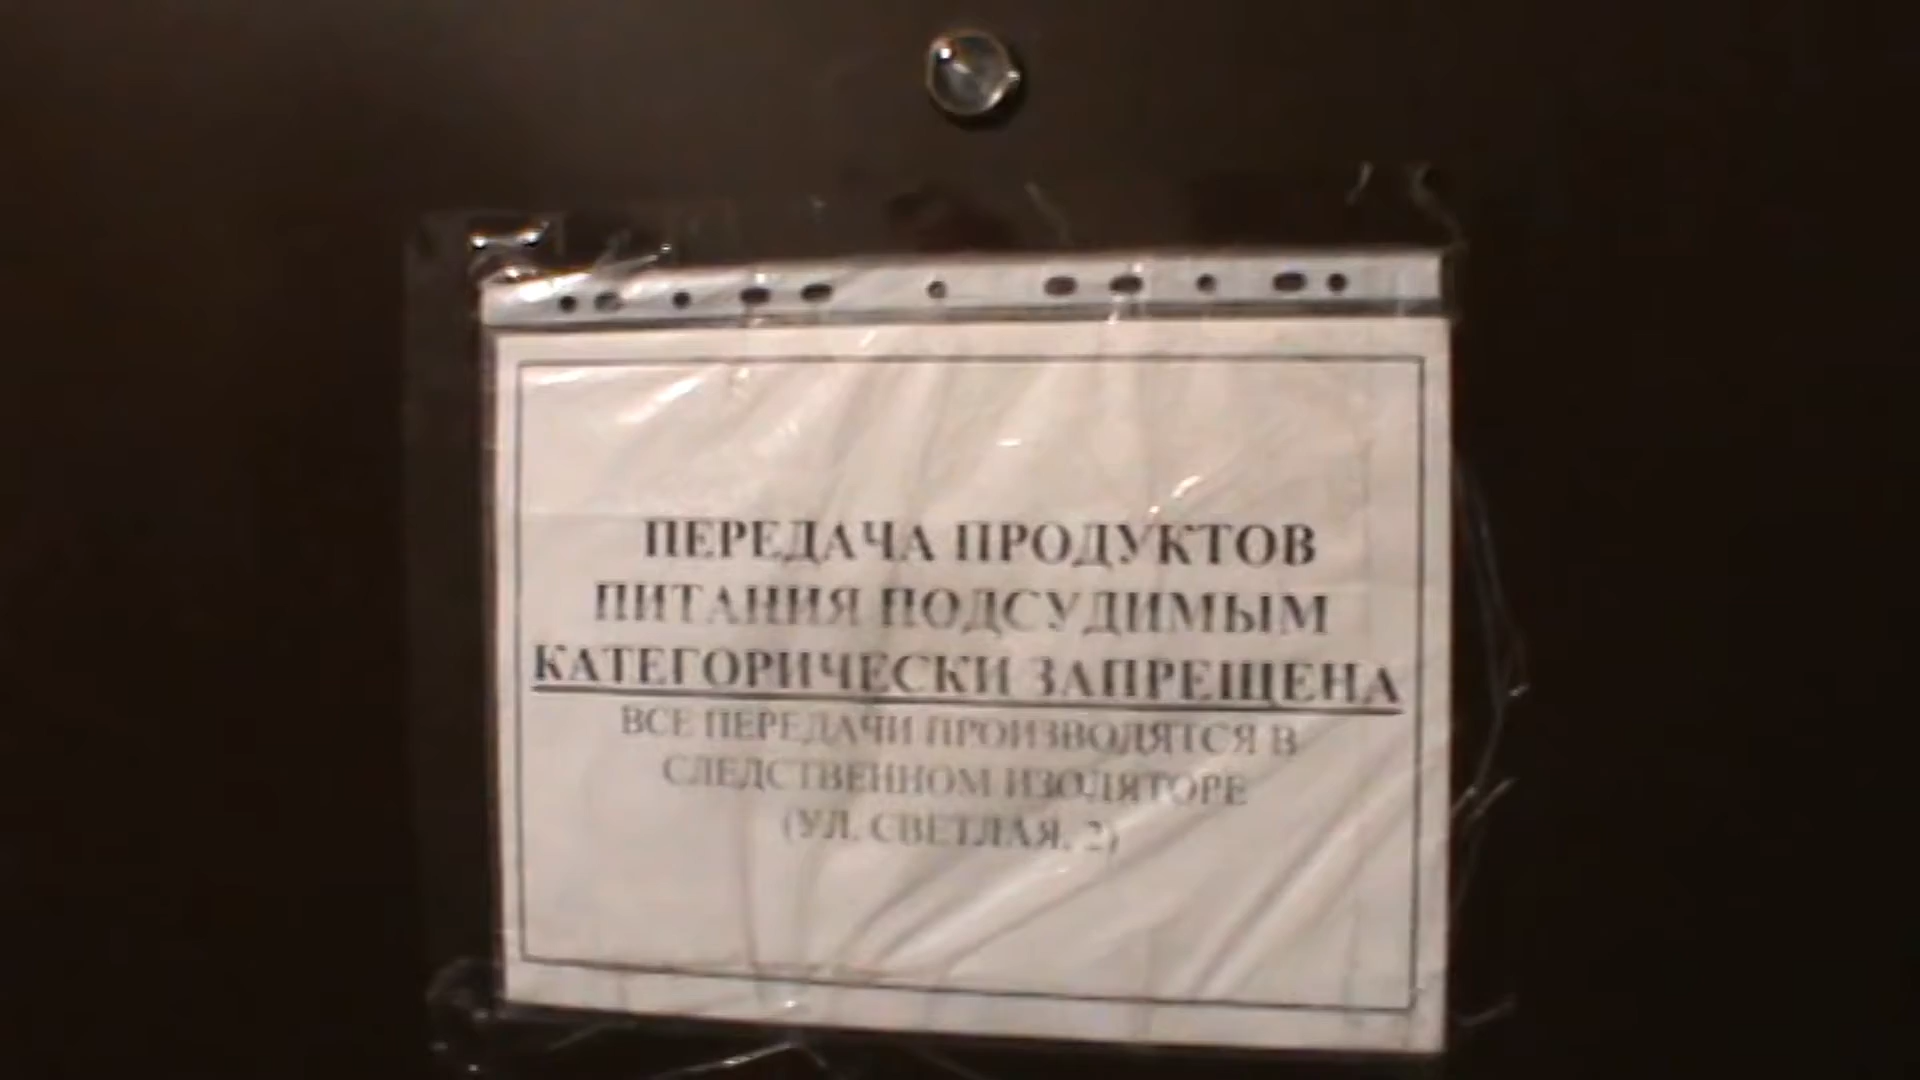 ПЕРЕДАЧА ПРОДУКТОВ
ПИТАНИЯ ПОДСУДИМЫМ
КАТЕГОРИЧЕСКИ ЗАПРЕЩЕНА
ВСЕ ПЕРЕДАЧИ ПРОИЗВОДЯТСЯ В
СЛЕДСТВЕННОМ ИЗОЛЯТОРЕ
(УЛ. СВЕТЛАЯ, 2)